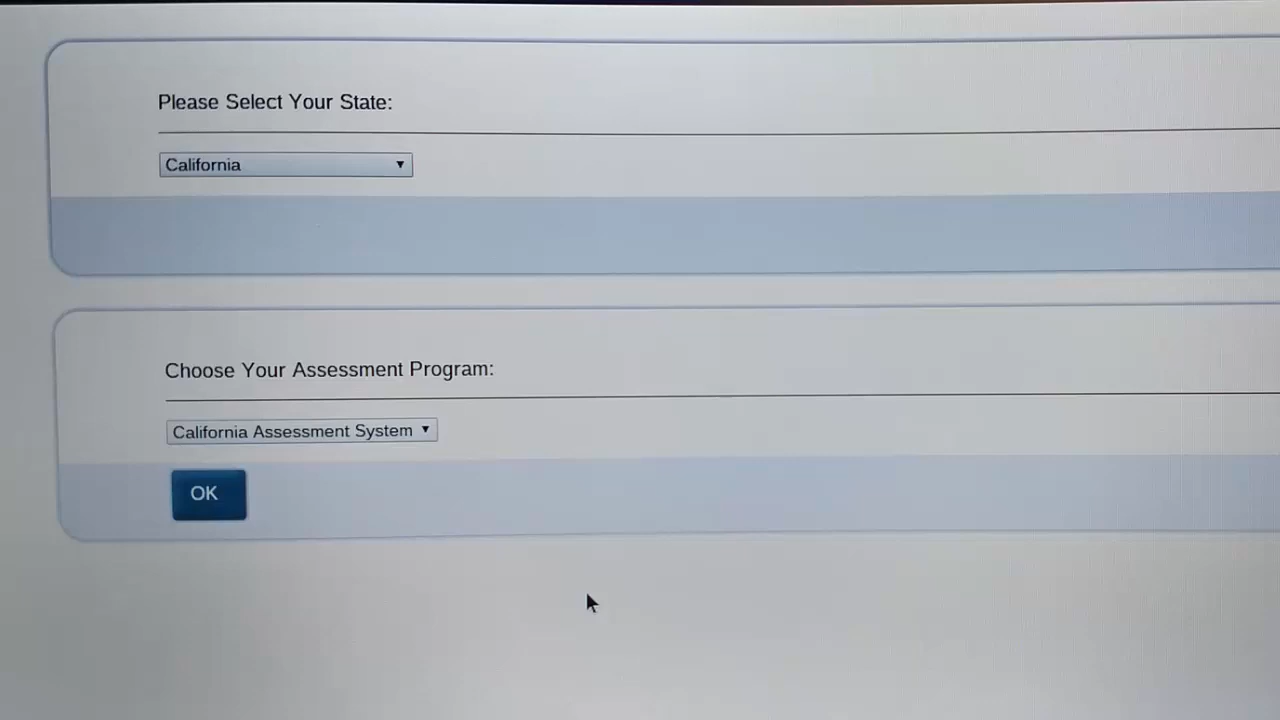 Please Select Your State:
California
Choose Your Assessment Program:
California Assessment System
OK